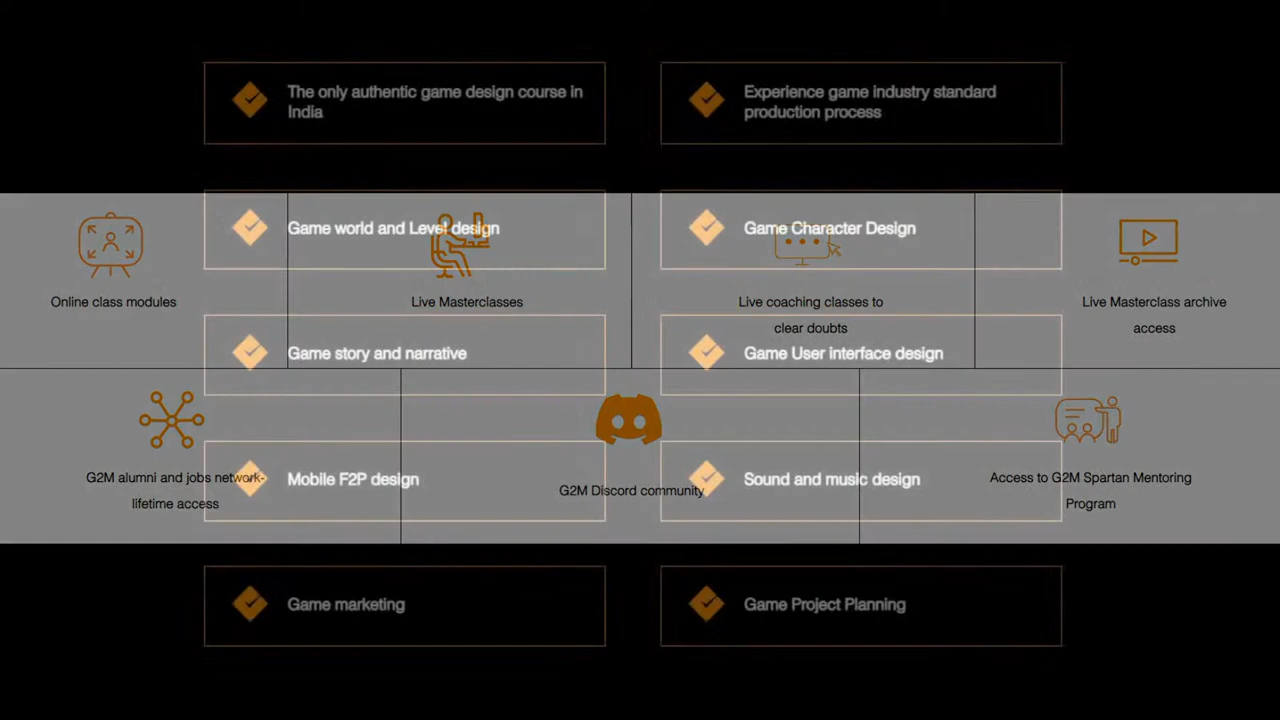 The only authentic game design course in
India
Experience game industry standard
production process
Game world and Level design
Game Character Design
Online class modules
Live Masterclasses
Live coaching classes to
clear doubts
Live Masterclass archive
access
Game story and narrative
Game User interface design
G2M alumni and jobs network-
lifetime access
Mobile F2P design
G2M Discord community
Sound and music design
Access to G2M Spartan Mentoring
Program
Game marketing
Game Project Planning